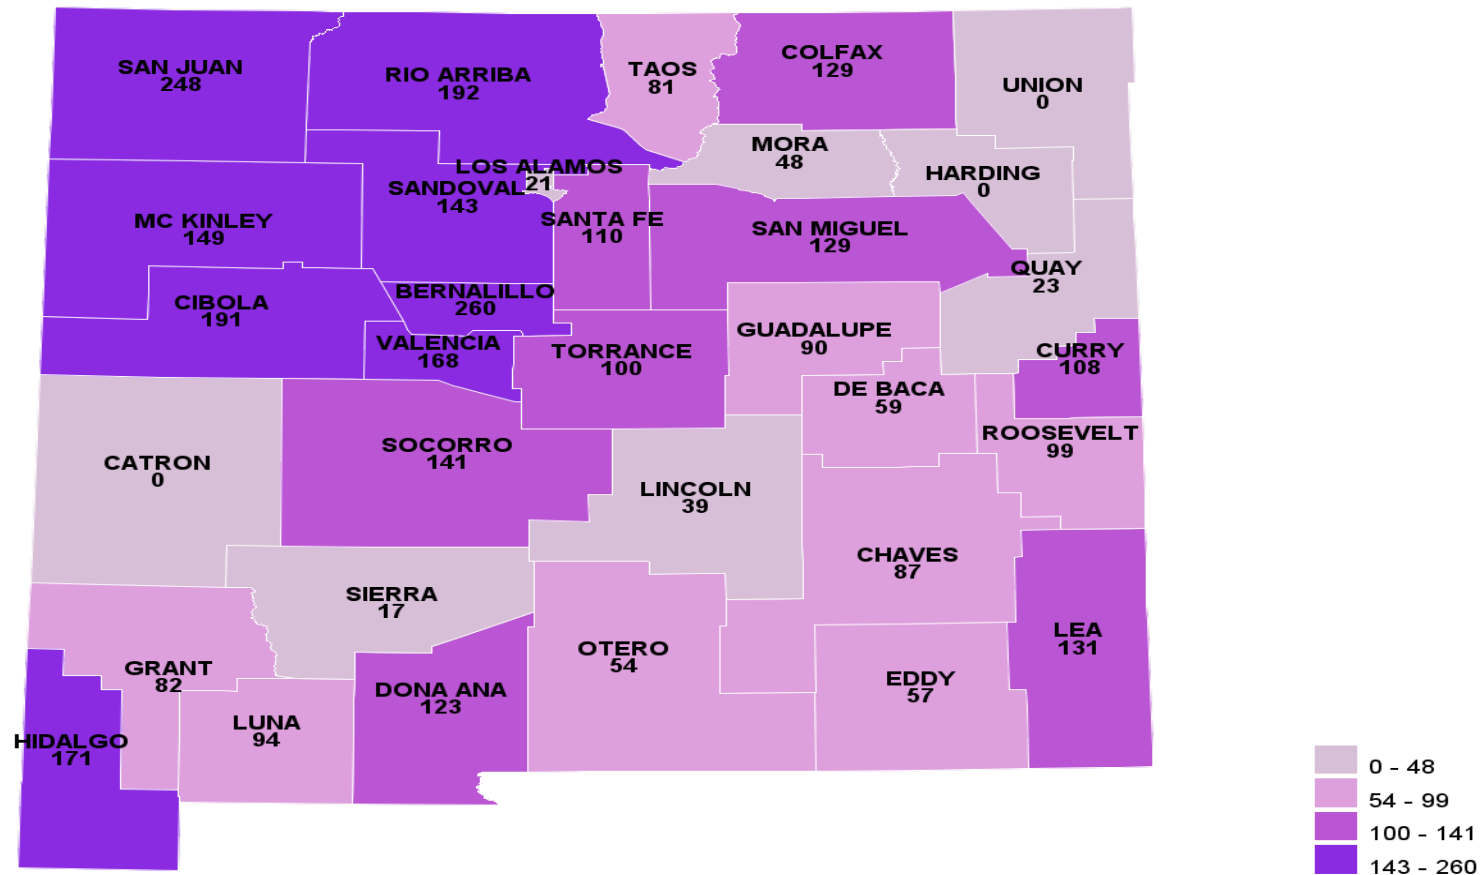 SAN JUAN
248
RIO ARRIBA
192
TAOS
81
COLFAX
129
UNION
0
MORA
48
HARDING
0
LOS ALAMOS
21
SANDOVAL
143
SANTA FE
110
SAN MIGUEL
129
MC KINLEY
149
QUAY
23
CIBOLA
191
BERNALILLO
260
VALENCIA
168
TORRANCE
100
GUADALUPE
90
CURRY
108
DE BACA
59
ROOSEVELT
99
CATRON
0
SOCORRO
141
LINCOLN
39
CHAVES
87
SIERRA
17
LEA
131
OTERO
54
GRANT
82
EDDY
57
DONA ANA
123
LUNA
94
HIDALGO
171
0 - 48
54 - 99
100 - 141
143 - 260